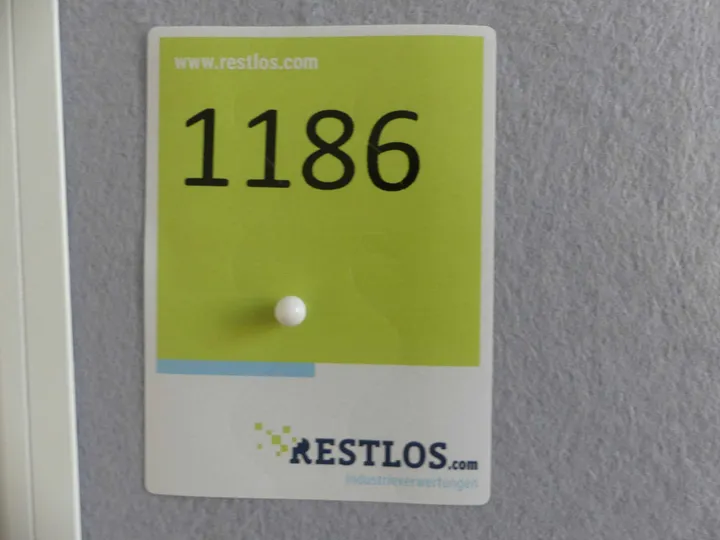 www.restlos.com
1186
RESTLOS.com
industrieverwertungen